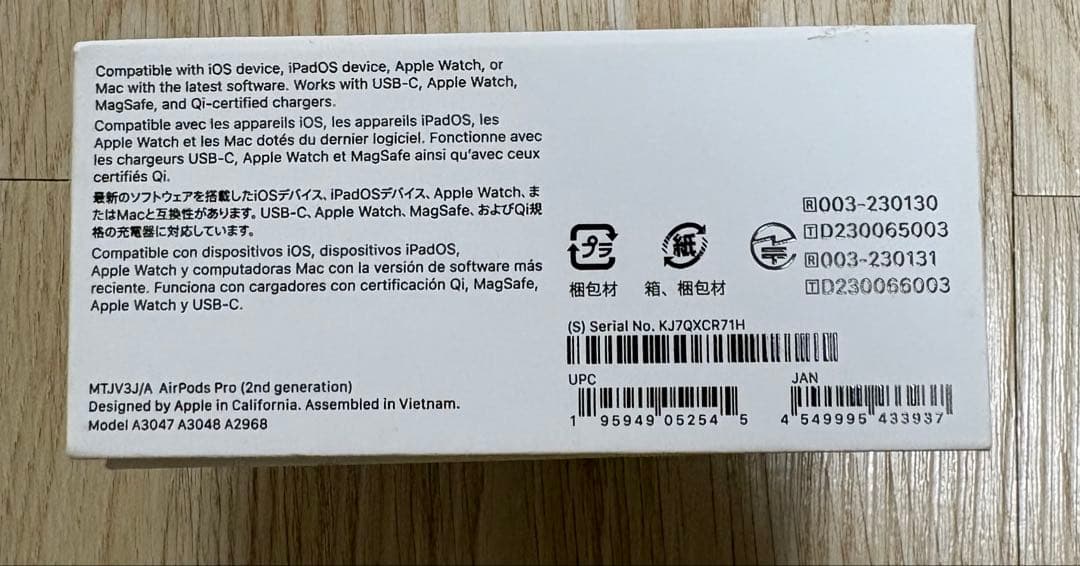 Compatible with iOS device, iPadOS device, Apple Watch, or
Mac with the latest software. Works with USB-C, Apple Watch,
MagSafe, and Qi-certified chargers.
Compatible avec les appareils iOS, les appareils iPadOS, les
Apple Watch et les Mac dotés du dernier logiciel. Fonctionne avec
les chargeurs USB-C, Apple Watch et MagSafe ainsi qu'avec ceux
certifiés Qi.
最新のソフトウェアを搭載したiOSデバイス、iPadOSデバイス、Apple Watch、ま
たはMacと互換性があります。USB-C、Apple Watch、MagSafe、およびQi規
格の充電器に対応しています。
Compatible con dispositivos iOS, dispositivos iPadOS,
Apple Watch y computadoras Mac con la versión de software más
reciente. Funciona con cargadores con certificación Qi, MagSafe,
Apple Watch y USB-C.
MTJV3J/A AirPods Pro (2nd generation)
Designed by Apple in California. Assembled in Vietnam.
Model A3047 A3048 A2968
プラ
梱包材
紙
箱、梱包材
R 003-230130
T D230065003
R 003-230131
T D230066003
(S) Serial No. KJ7QXCR71H
UPC
1 95949 05254 5
JAN
4 549995 433937